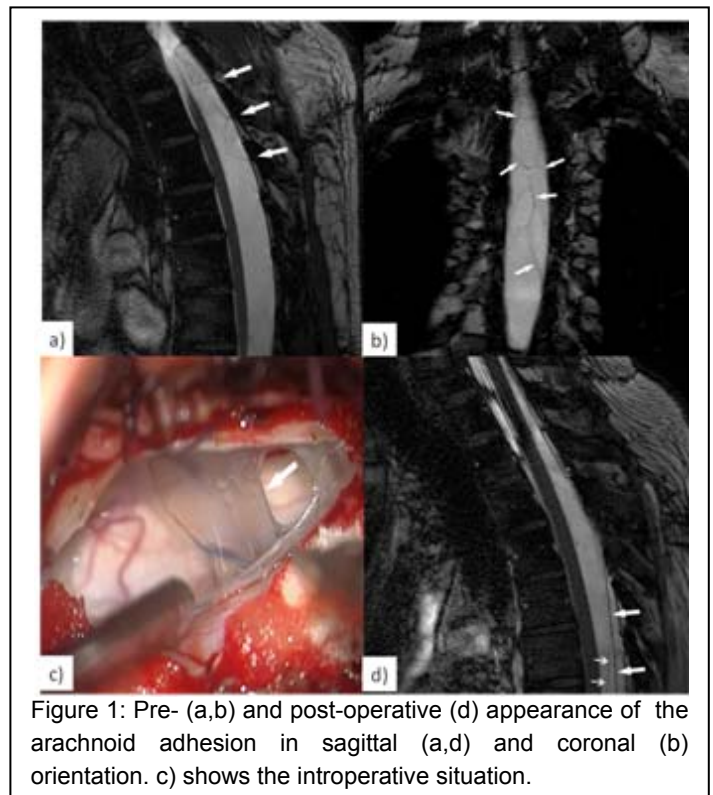 a)
b)
c)
d)
Figure 1: Pre- (a,b) and post-operative (d) appearance of the
arachnoid adhesion in sagittal (a,d) and coronal (b)
orientation. c) shows the introperative situation.